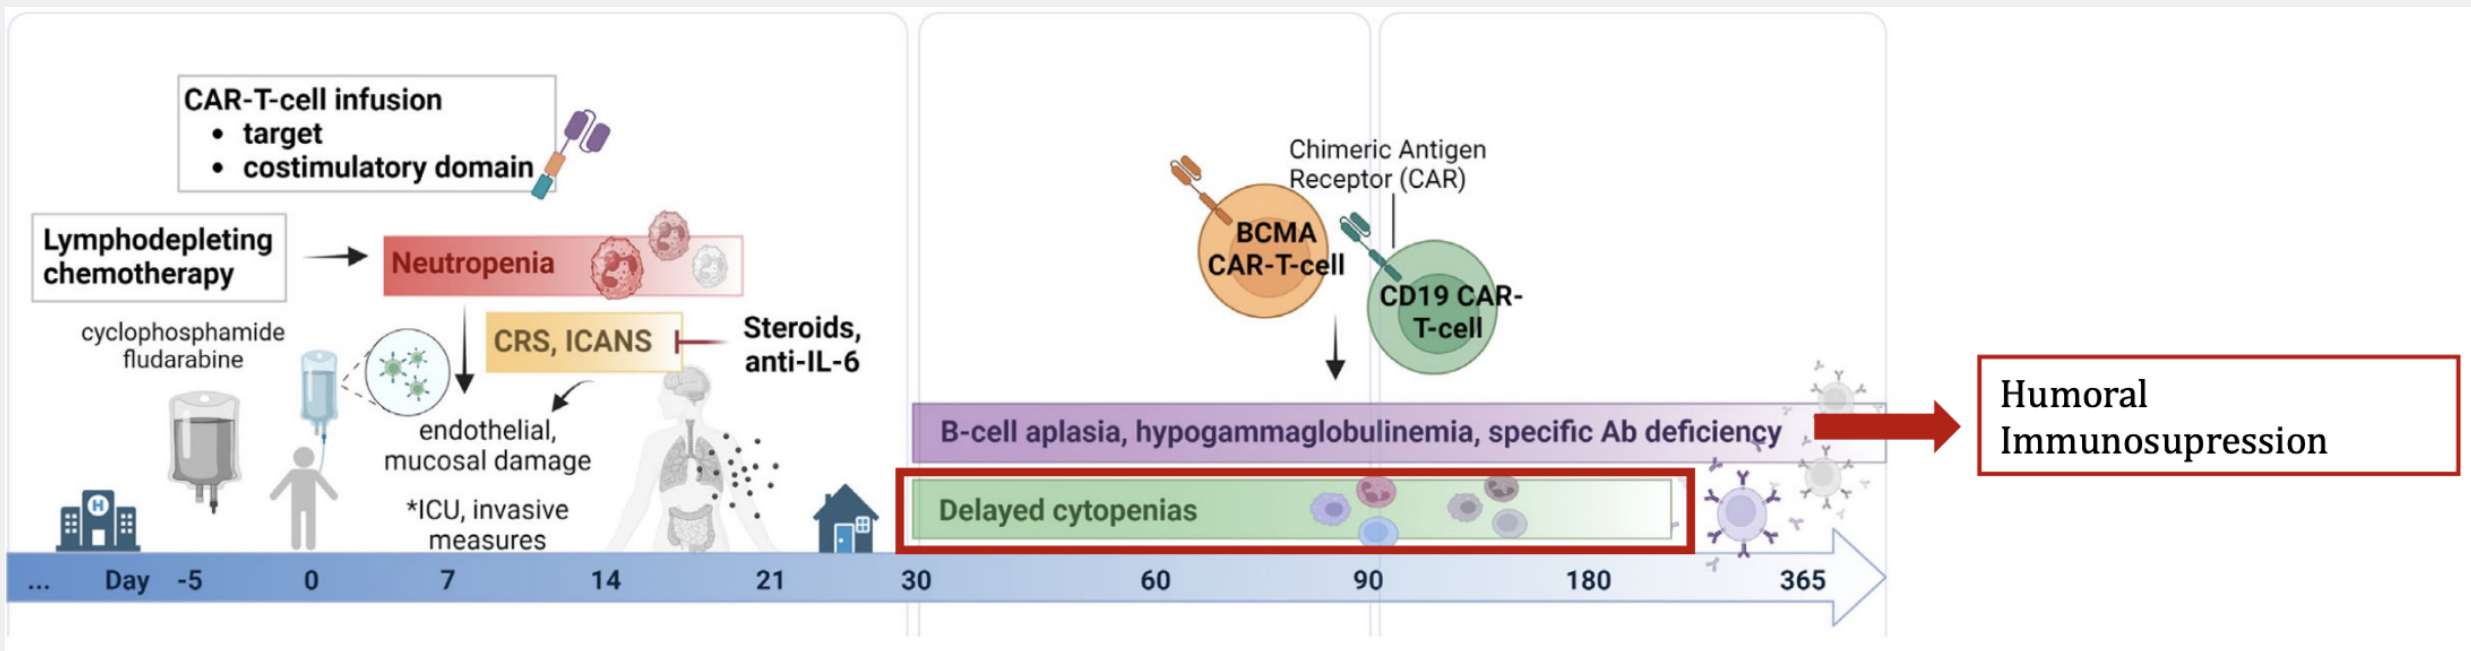 CAR-T-cell infusion
• target
• costimulatory domain
Lymphodepleting
chemotherapy
Neutropenia
cyclophosphamide
fludarabine
CRS, ICANS
Steroids,
anti-IL-6
endothelial,
mucosal damage
*ICU, invasive
measures
H
Chimeric Antigen
Receptor (CAR)
BCMA
CAR-T-cell
CD19 CAR-
T-cell
B-cell aplasia, hypogammaglobulinemia, specific Ab deficiency
Delayed cytopenias
Humoral
Immunosupression
... Day -5 0 7 14 21 30 60 90 180 365